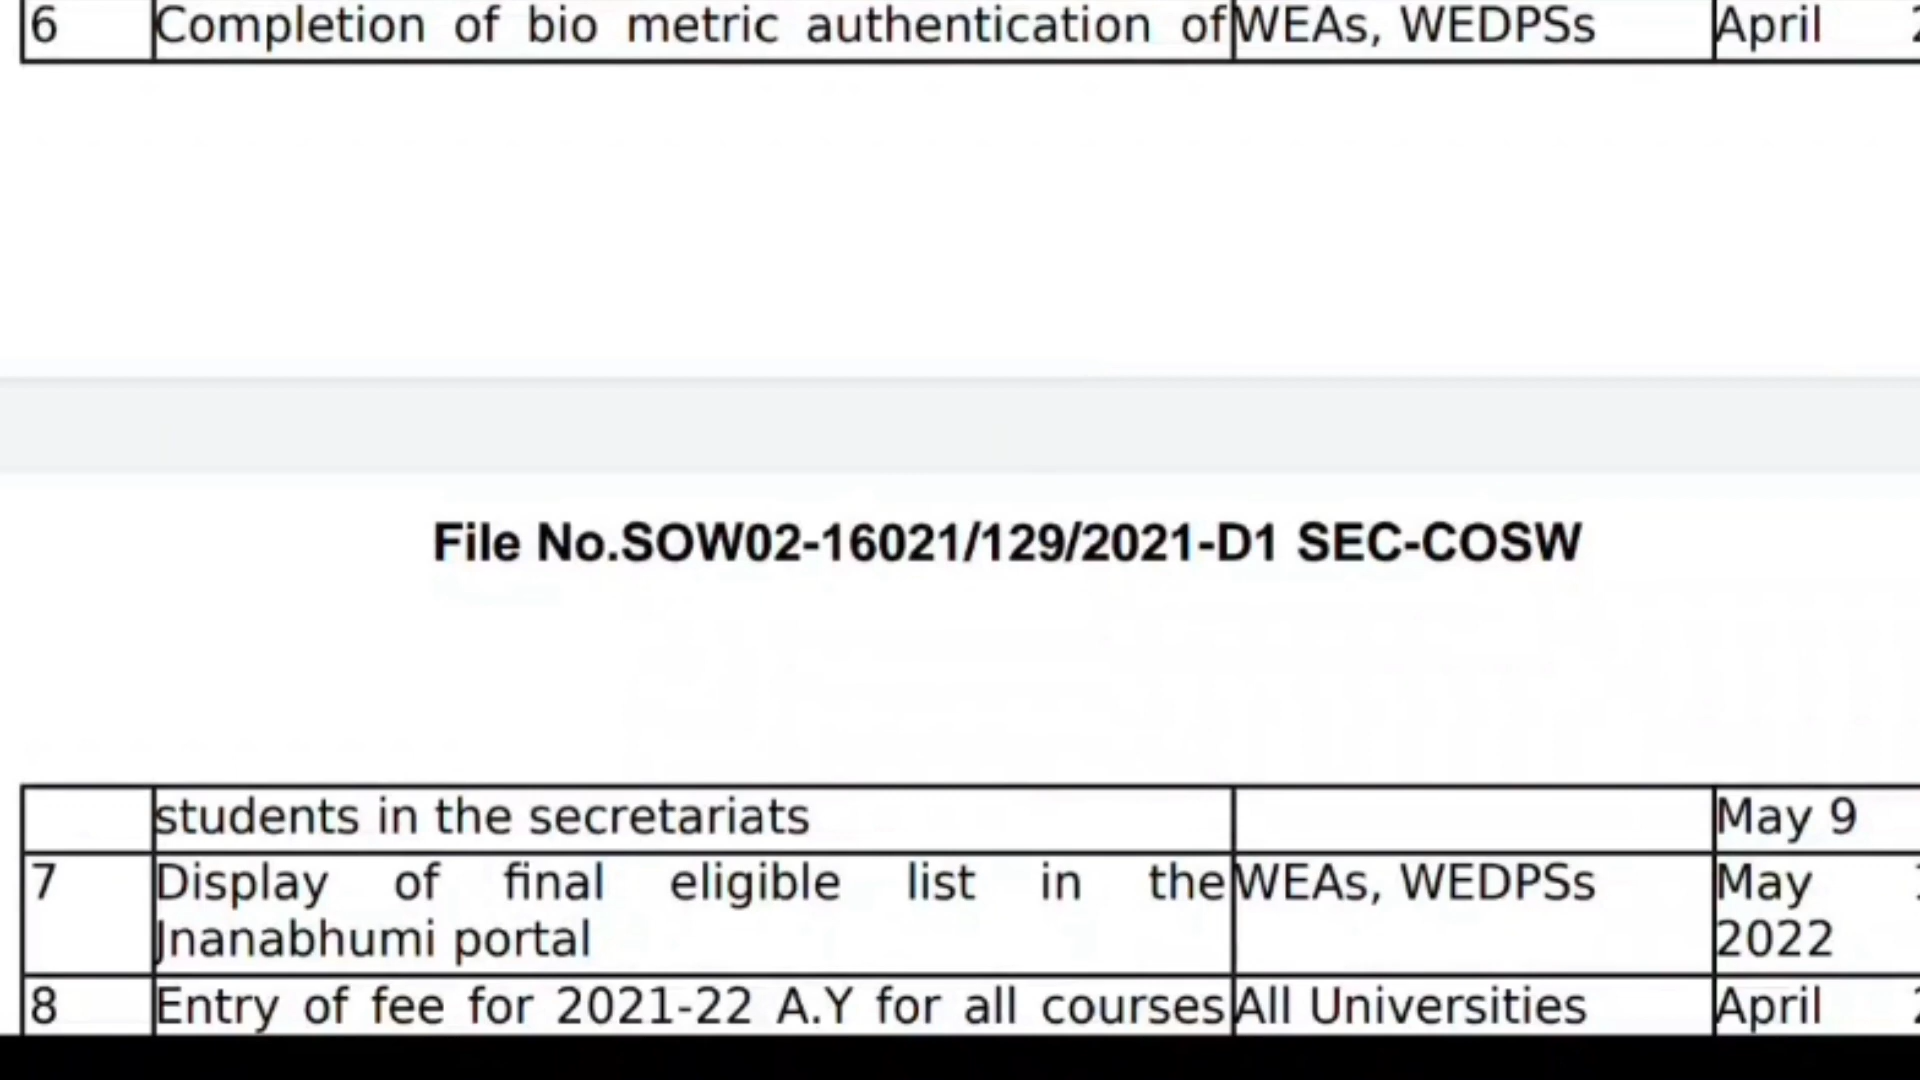 6 Completion of bio metric authentication of WEAs, WEDPSs April
File No.SOW02-16021/129/2021-D1 SEC-COSW
students in the secretariats May 9
7 Display of final eligible list in the WEAs, WEDPSs May
Jnanabhumi portal 2022
8 Entry of fee for 2021-22 A.Y for all courses All Universities April